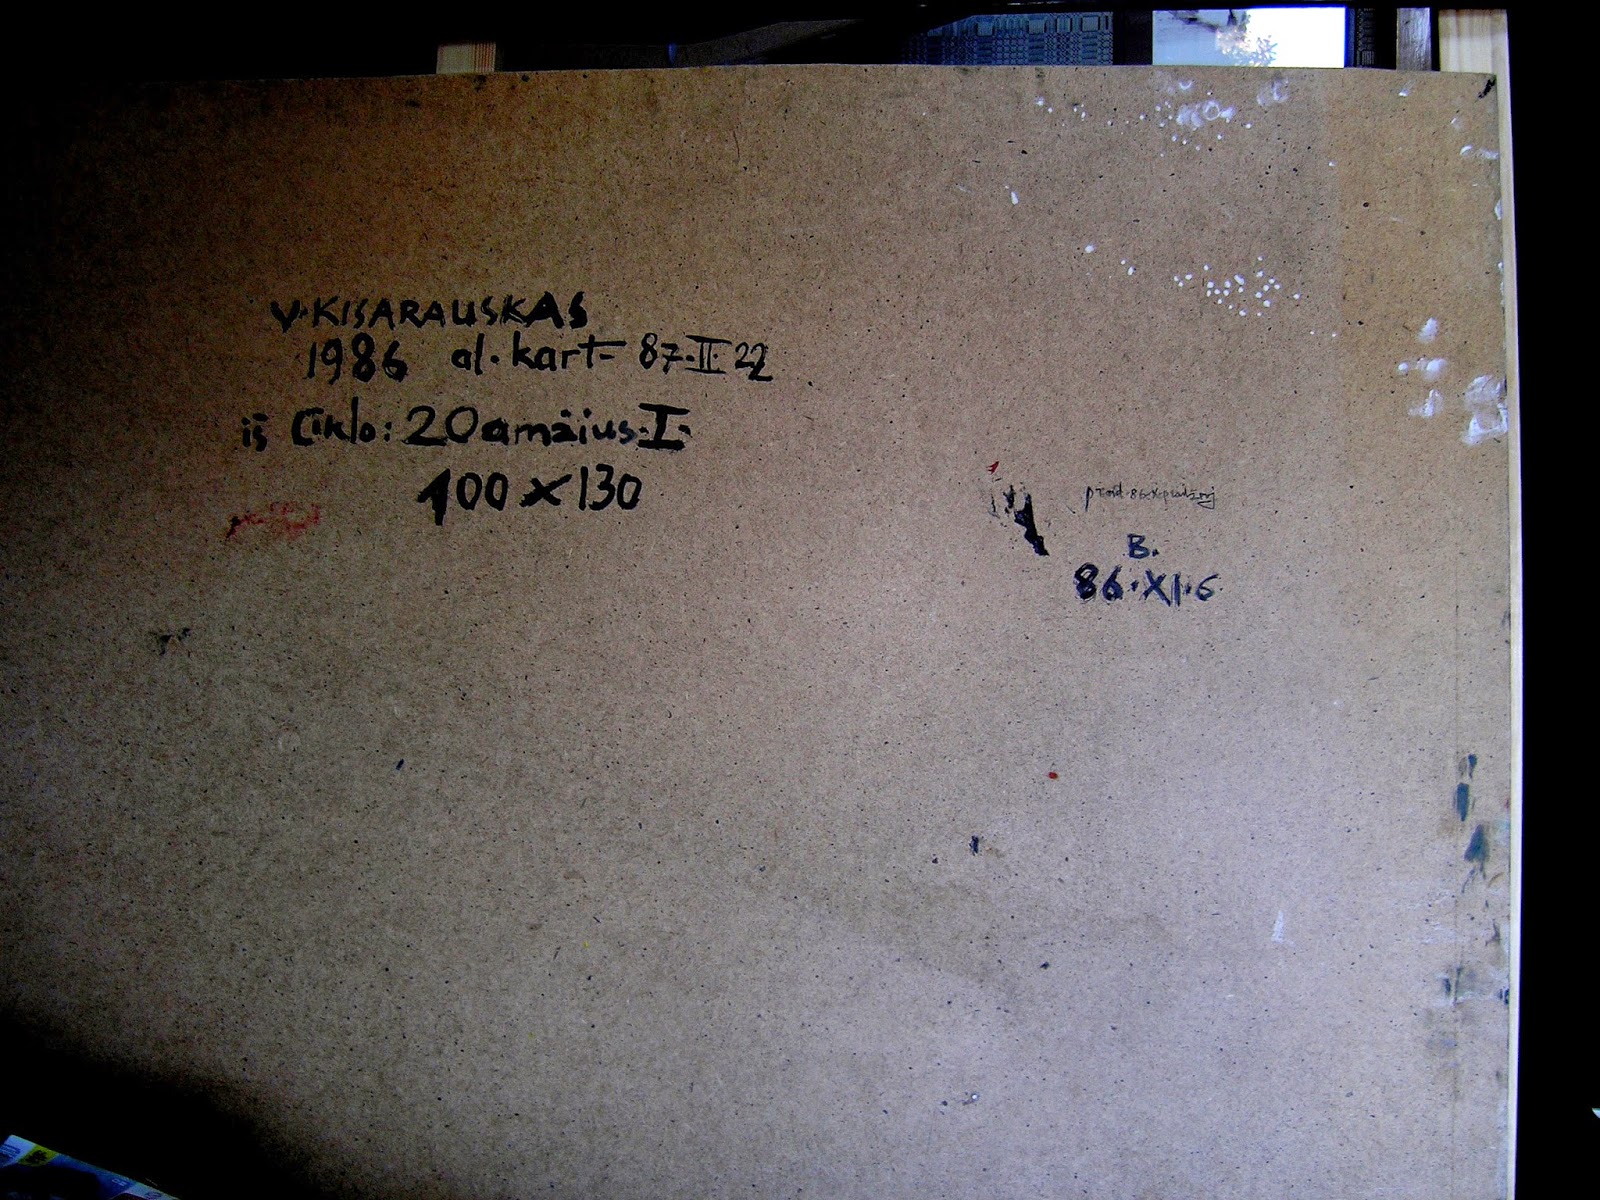 V. KISARAUSKAS
1986 al. kart 87.II.22
iš Ciklo: 20 amžius. I.
100 x 130
B.
86.XI.6